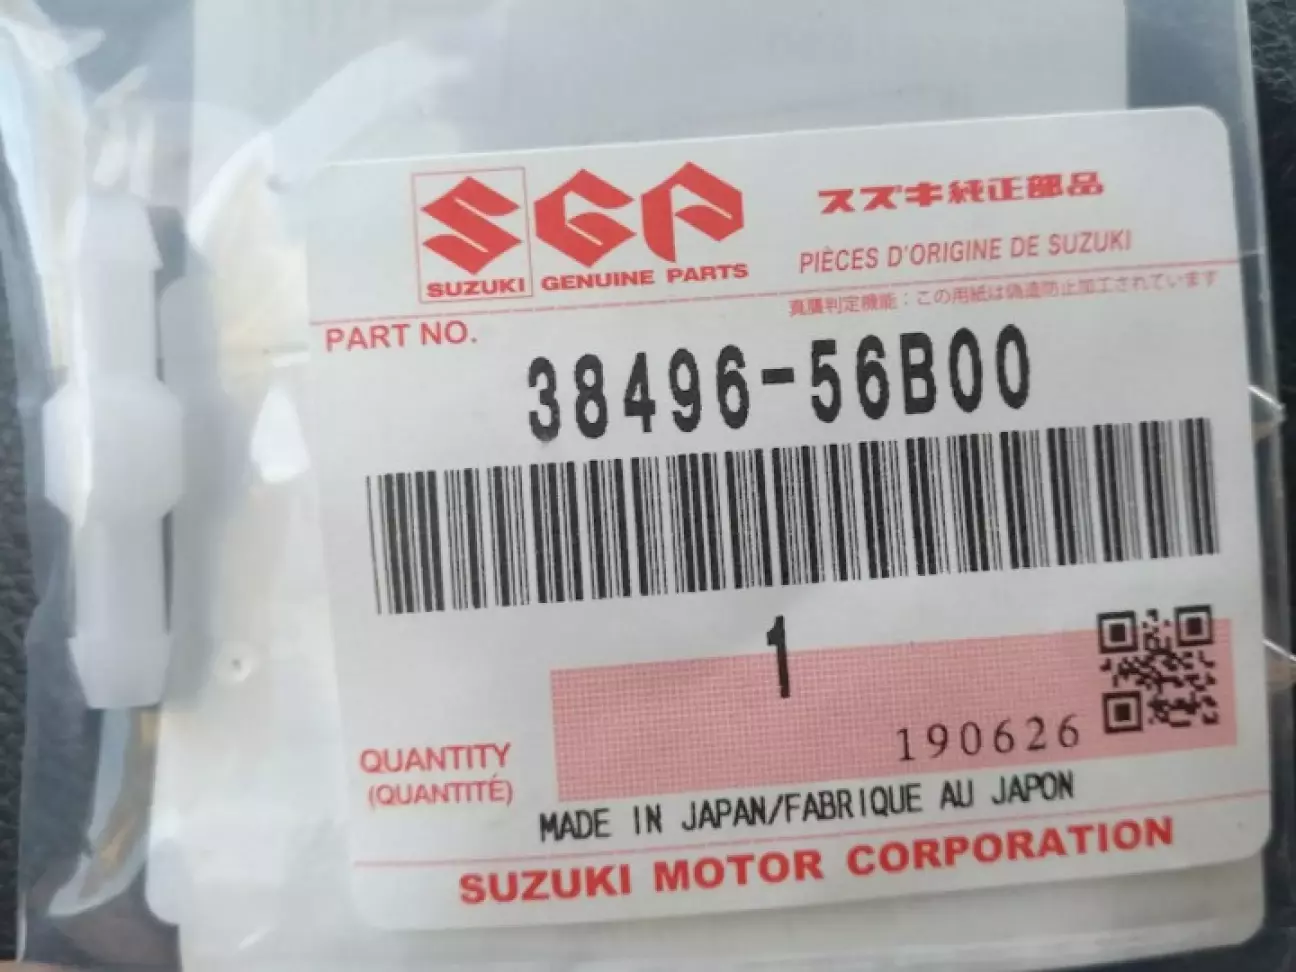 SGP
スズキ純正部品
SUZUKI GENUINE PARTS
PIÈCES D'ORIGINE DE SUZUKI
真贋判定機能:この用紙は偽造防止加工されています
PART NO.
38496-56B00
1
190626
QUANTITY
(QUANTITÉ)
MADE IN JAPAN/FABRIQUE AU JAPON
SUZUKI MOTOR CORPORATION